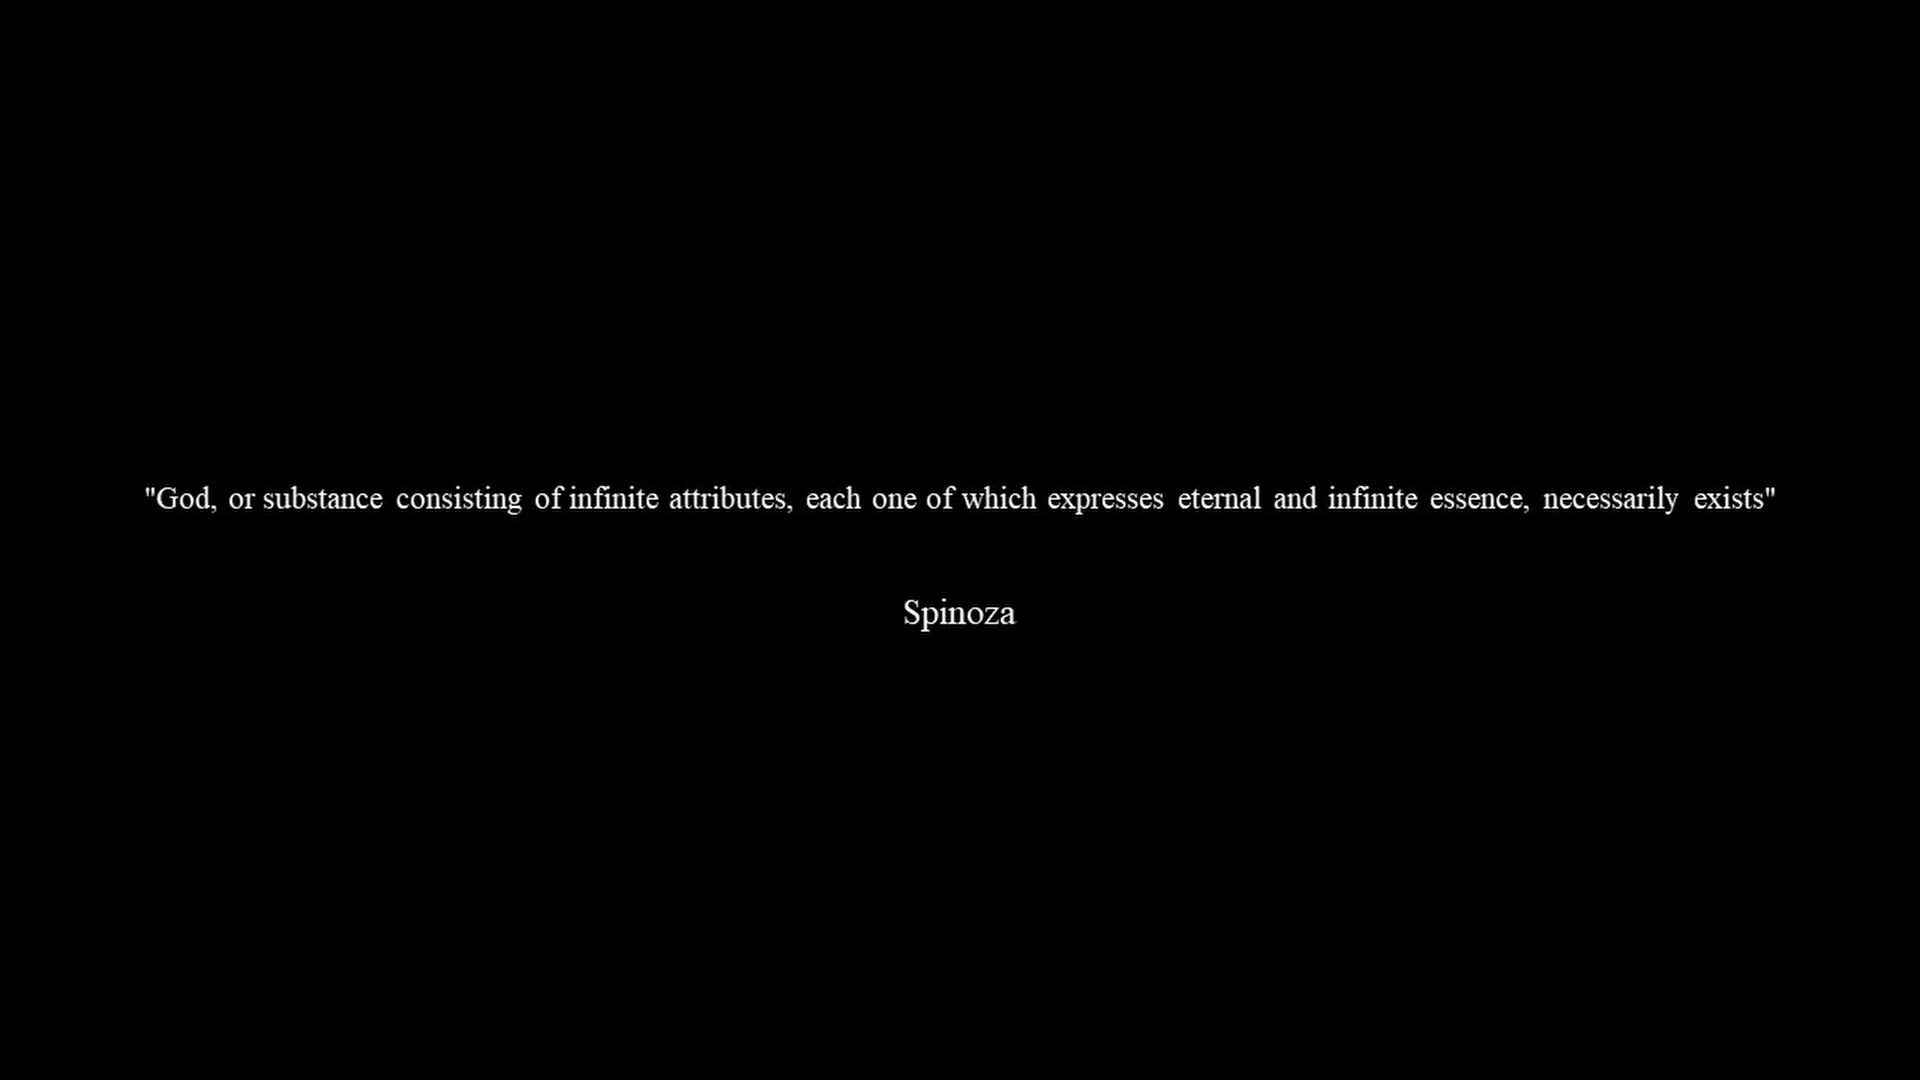 "God, or substance consisting of infinite attributes, each one of which expresses eternal and infinite essence, necessarily exists"
Spinoza